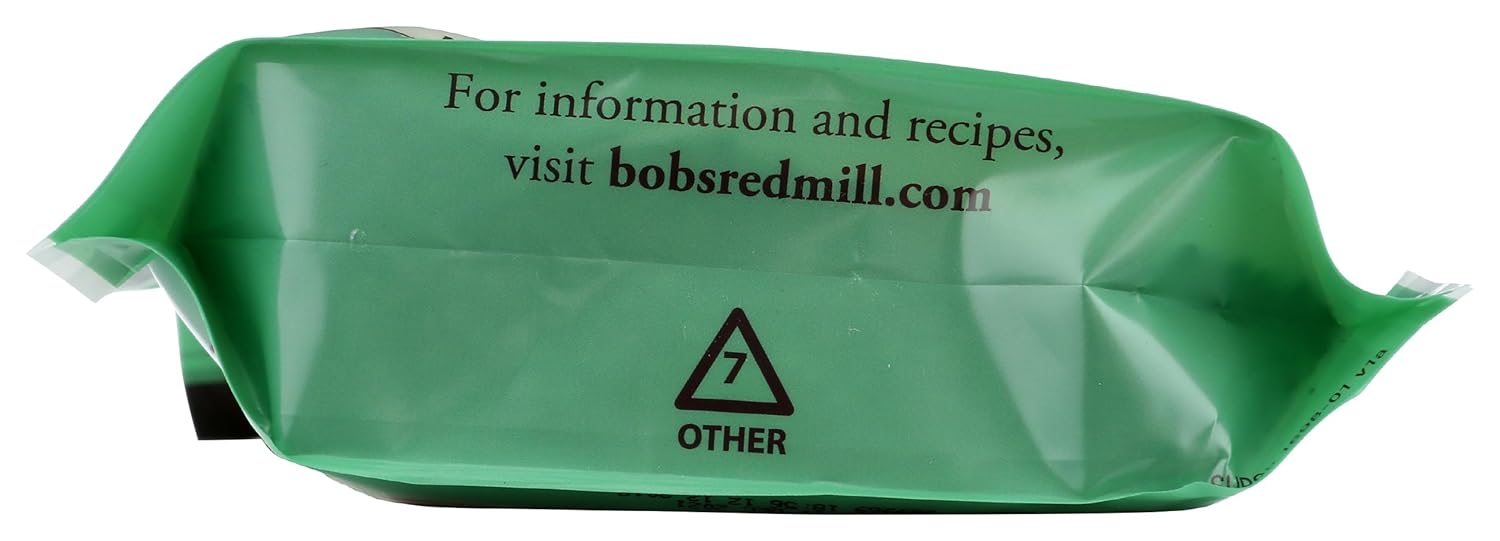 For information and recipes,
visit bobsredmill.com
7
OTHER